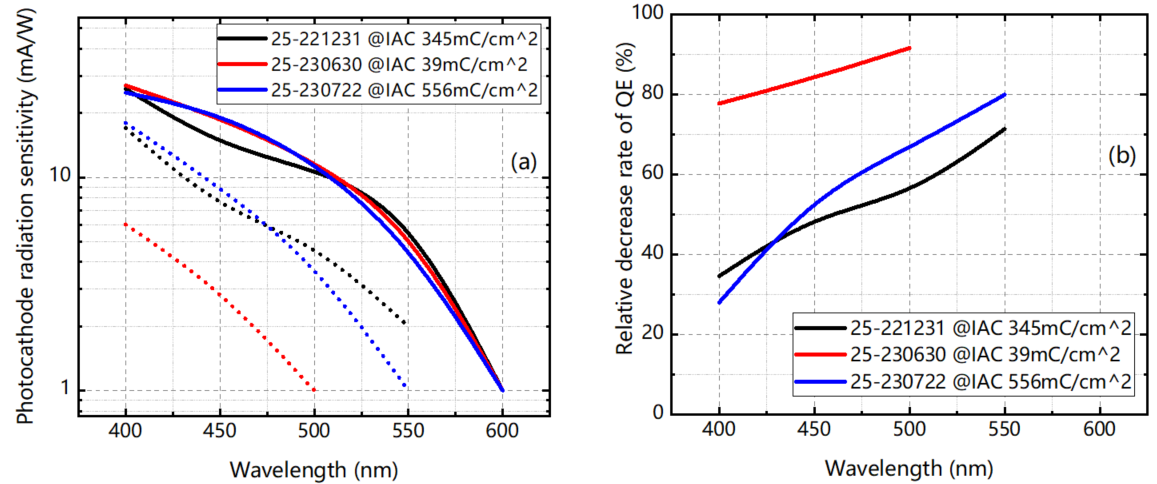 Photocathode radiation sensitivity (mA/W)
10
1
25-221231 @IAC 345mC/cm^2
25-230630 @IAC 39mC/cm^2
25-230722 @IAC 556mC/cm^2
(a)
400 450 500 550 600
Wavelength (nm)
Relative decrease rate of QE (%)
100
80
60
40
20
0
(b)
25-221231 @IAC 345mC/cm^2
25-230630 @IAC 39mC/cm^2
25-230722 @IAC 556mC/cm^2
400 450 500 550 600
Wavelength (nm)